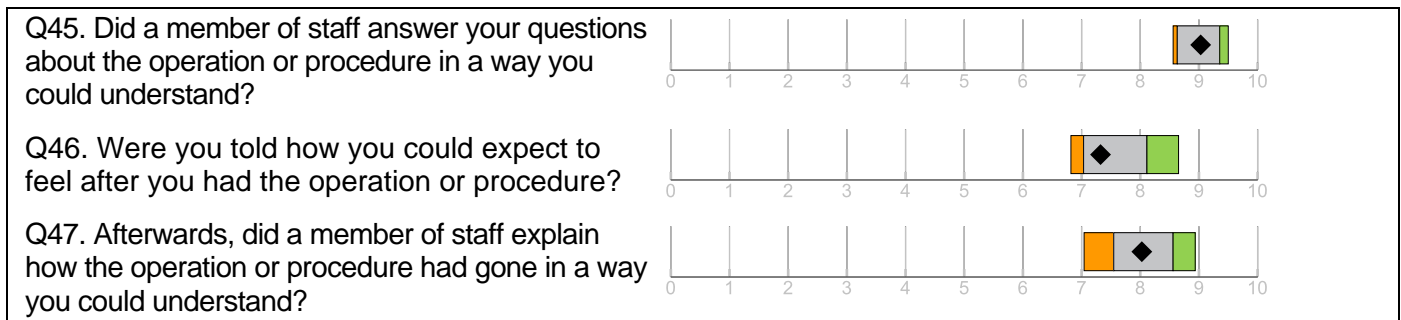 Q45. Did a member of staff answer your questions
about the operation or procedure in a way you
could understand?
0 1 2 3 4 5 6 7 8 9 10
Q46. Were you told how you could expect to
feel after you had the operation or procedure?
0 1 2 3 4 5 6 7 8 9 10
Q47. Afterwards, did a member of staff explain
how the operation or procedure had gone in a way
you could understand?
0 1 2 3 4 5 6 7 8 9 10